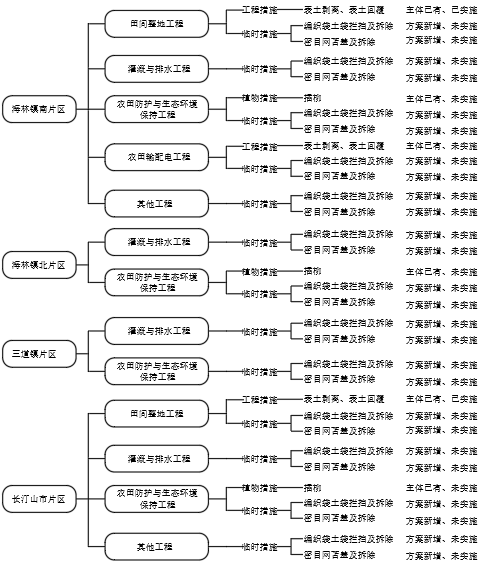 田间整地工程
工程措施 表土剥离、表土回覆 主体已有、已实施
临时措施 编织袋土袋拦挡及拆除 方案新增、未实施
密目网苫盖及拆除 方案新增、未实施
灌溉与排水工程
临时措施 编织袋土袋拦挡及拆除 方案新增、未实施
密目网苫盖及拆除 方案新增、未实施
海林镇南片区
农田防护与生态环境
保持工程
植物措施 插柳 主体已有、未实施
临时措施 编织袋土袋拦挡及拆除 方案新增、未实施
密目网苫盖及拆除 方案新增、未实施
农田输配电工程
工程措施 表土剥离、表土回覆 主体已有、未实施
临时措施 编织袋土袋拦挡及拆除 方案新增、未实施
密目网苫盖及拆除 方案新增、未实施
其他工程
临时措施 编织袋土袋拦挡及拆除 方案新增、未实施
密目网苫盖及拆除 方案新增、未实施
海林镇北片区
灌溉与排水工程
临时措施 编织袋土袋拦挡及拆除 方案新增、未实施
密目网苫盖及拆除 方案新增、未实施
农田防护与生态环境
保持工程
植物措施 插柳 主体已有、未实施
临时措施 编织袋土袋拦挡及拆除 方案新增、未实施
密目网苫盖及拆除 方案新增、未实施
三道镇片区
灌溉与排水工程
临时措施 编织袋土袋拦挡及拆除 方案新增、未实施
密目网苫盖及拆除 方案新增、未实施
农田防护与生态环境
保持工程
临时措施 编织袋土袋拦挡及拆除 方案新增、未实施
密目网苫盖及拆除 方案新增、未实施
田间整地工程
工程措施 表土剥离、表土回覆 主体已有、已实施
临时措施 编织袋土袋拦挡及拆除 方案新增、未实施
密目网苫盖及拆除 方案新增、未实施
灌溉与排水工程
临时措施 编织袋土袋拦挡及拆除 方案新增、未实施
密目网苫盖及拆除 方案新增、未实施
长汀山市片区
农田防护与生态环境
保持工程
植物措施 插柳 主体已有、未实施
临时措施 编织袋土袋拦挡及拆除 方案新增、未实施
密目网苫盖及拆除 方案新增、未实施
其他工程
临时措施 编织袋土袋拦挡及拆除 方案新增、未实施
密目网苫盖及拆除 方案新增、未实施